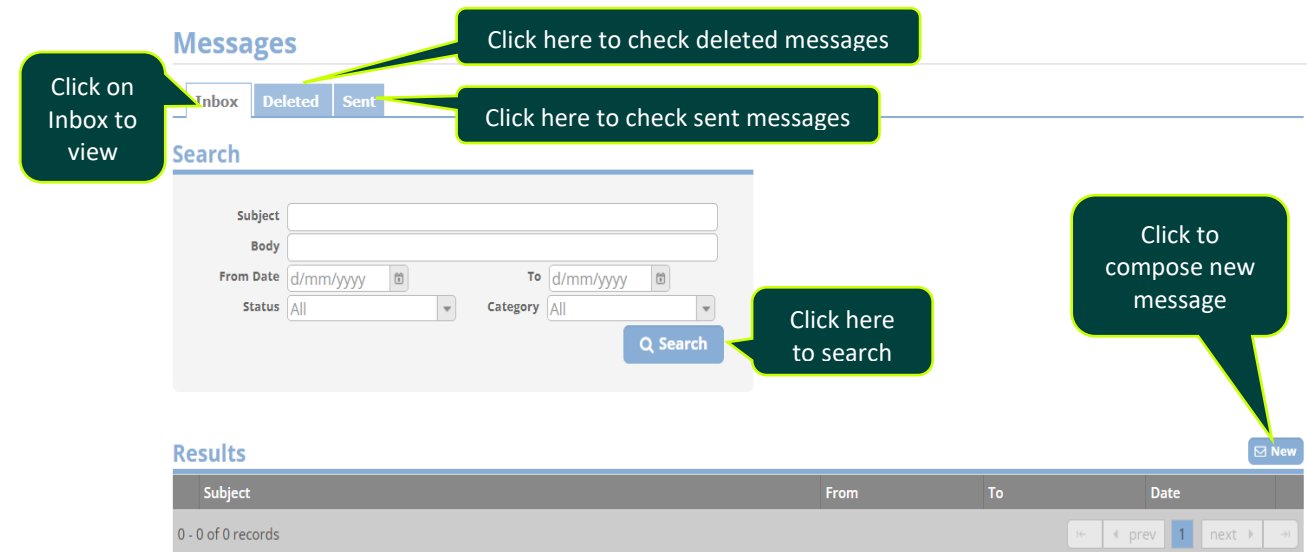 Messages
Click here to check deleted messages
Click on
Inbox to
view
Inbox Deleted Sent
Click here to check sent messages
Search
Subject
Body
From Date d/mm/yyyy To d/mm/yyyy
Status All Category All
Search
Click here
to search
Click to
compose new
message
Results
New
Subject From To Date
0 - 0 of 0 records prev 1 next